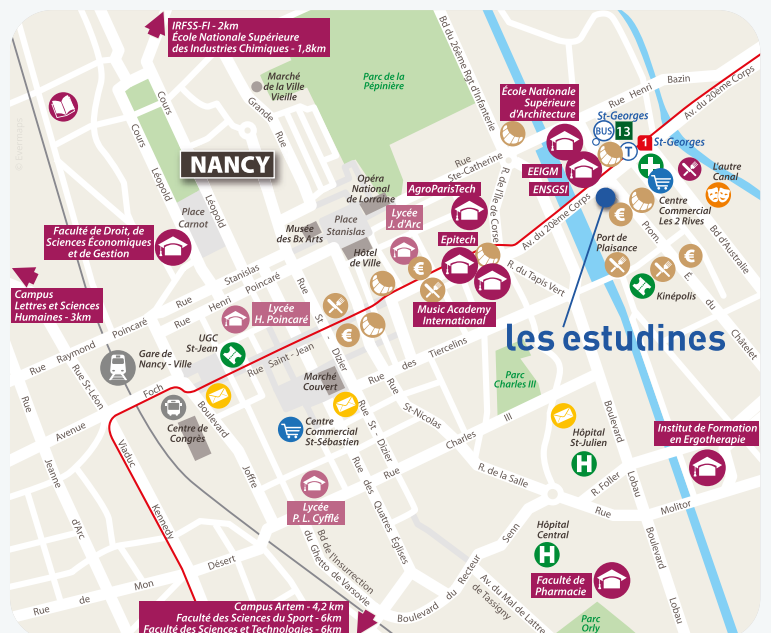 IRFSS-FI - 2km
École Nationale Supérieure
des Industries Chimiques - 1,8km
Marché
de la Ville
Vieille
Parc de la
Pépinière
Bd du 26ème Rgt d'Infanterie
École Nationale
Supérieure
d'Architecture
Rue Henri Bazin
Av. du 20eme Corps
St-Georges
BUS
13
1
St-Georges
T
© Evermaps
Cours
Léopold
Cours
Léopold
Grande Rue
NANCY
Rue
Ste-Catherine
EEIGM
ENSGSI
L'autre
Canal
Opéra
National
de Lorraine
AgroParisTech
R. de l'Ile de Corse
Av. du 20ème Corps
Centre
Commercial
Les 2 Rives
Place
Carnot
Place
Stanislas
Lycée
J. d'Arc
Musée
des Bx Arts
Epitech
Port de
Plaisance
Prom. E. du Châtelet
Bd d'Australie
Faculté de Droit, de
Sciences Économiques
et de Gestion
Hôtel
de Ville
R. du Tapis Vert
Kinépolis
Campus
Lettres et Sciences
Humaines - 3km
Rue Stanislas
Rue Henri Poincaré
Lycée
H. Poincaré
Music Academy
International
les estudines
Rue Raymond Poincaré
UGC
St-Jean
Rue Saint-Jean
Rue St-Dizier
Rue des Tiercelins
Gare de
Nancy - Ville
Marché
Couvert
Parc
Charles III
Rue St-Léon
Foch
Boulevard
Joffre
Rue
St-Nicolas
Rue
Jeanne
d'Arc
Avenue
Centre de
Congrès
Centre
Commercial
St-Sébastien
Rue St-Dizier
Rue Charles III
Hôpital
St-Julien
H
Boulevard
Lobau
Institut de Formation
en Ergotherapie
Viaduc
Kennedy
Lycée
P. L. Cyfflé
Rue des Quatres Églises
R. de la Salle
R. Foller
Rue Molitor
Boulevard
Lobau
Bd de l'Insurrection
du Ghetto de Varsovie
Hôpital
Central
H
Rue de Mon Désert
Boulevard du Recteur Senn
Av. du Mal de Lattre
de Tassigny
Faculté de
Pharmacie
Campus Artem - 4,2 km
Faculté des Sciences du Sport - 6km
Faculté des Sciences et Technologies - 6km
Parc
Orly